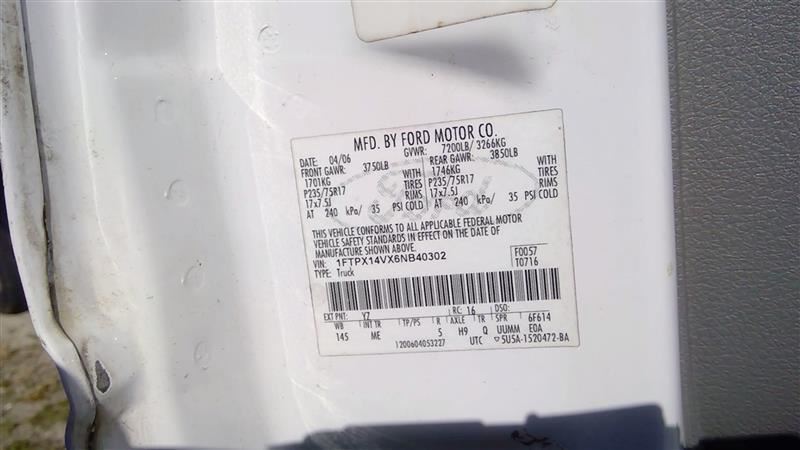 MFD. BY FORD MOTOR CO.
DATE: 04/06 GVWR: 7200LB/ 3266KG
FRONT GAWR: 3750LB REAR GAWR: 3850LB
1701KG WITH 1746KG WITH
P235/75R17 TIRES P235/75R17 TIRES
17x7.5J RIMS 17x7.5J RIMS
AT 240 kPa/ 35 PSI COLD AT 240 kPa/ 35 PSI COLD
THIS VEHICLE CONFORMS TO ALL APPLICABLE FEDERAL MOTOR
VEHICLE SAFETY STANDARDS IN EFFECT ON THE DATE OF
MANUFACTURE SHOWN ABOVE.
VIN: 1FTPX14VX6NB40302 F0057
TYPE: Truck T0716
EXT PNT: YZ RC: 16 DSO:
WB INT TR TP/PS R AXLE TR SPR 6F614
145 ME 5 H9 Q UUMM EOA
1200604053227 UTC ▽5U5A-1520472-BA